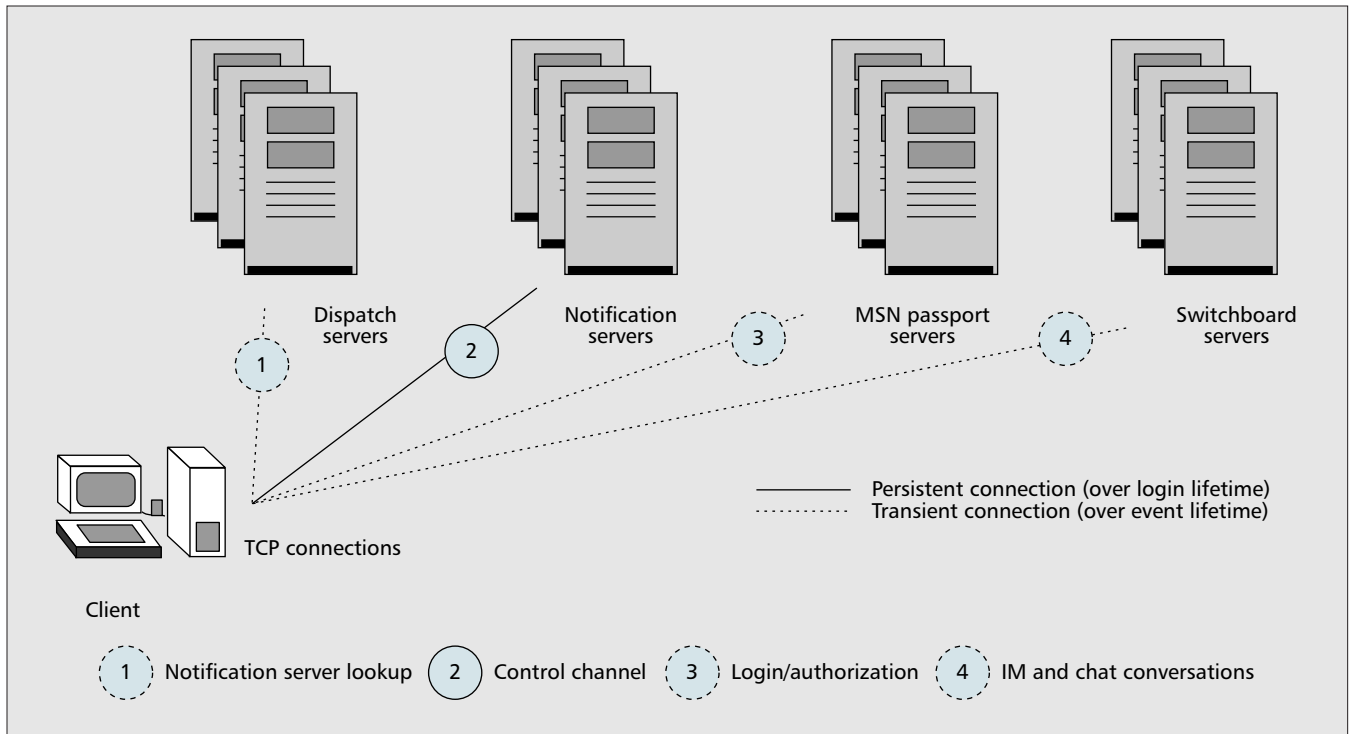 Dispatch
servers
Notification
servers
MSN passport
servers
Switchboard
servers
1
2
3
4
Persistent connection (over login lifetime)
Transient connection (over event lifetime)
TCP connections
Client
1 Notification server lookup
2 Control channel
3 Login/authorization
4 IM and chat conversations